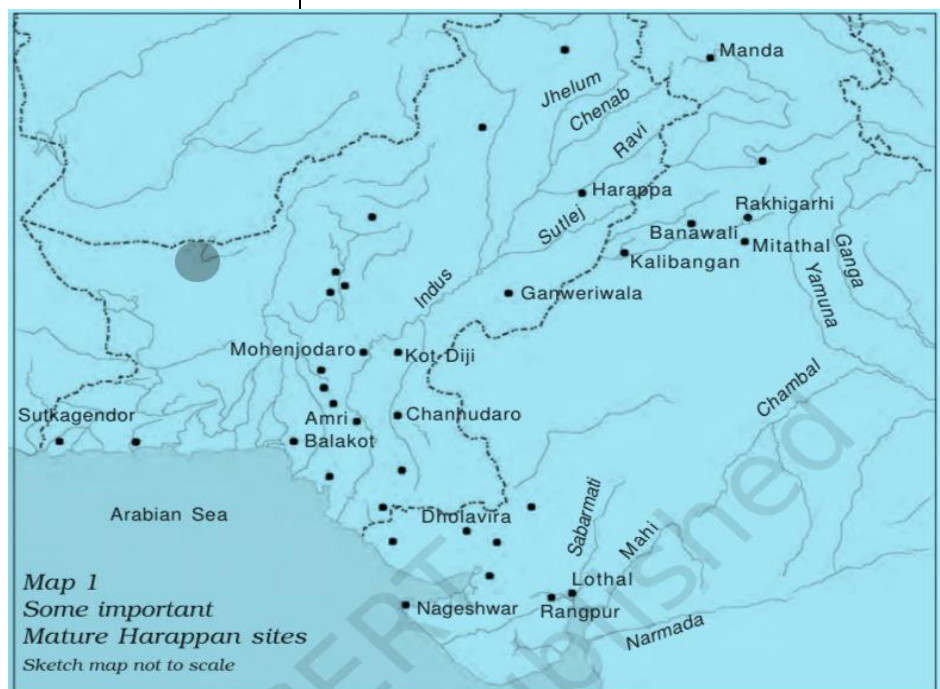 Manda
Jhelum
Chenab
Ravi
Harappa
Rakhigarhi
Sutlej
Banawali
Mitathal
Ganga
Kalibangan
Yamuna
Indus
Ganweriwala
Mohenjodaro
Kot Diji
Chambal
Sutkagendor
Amri
Chanhudaro
Balakot
Arabian Sea
Dholavira
Sabarmati
Mahi
Map 1
Some important
Mature Harappan sites
Sketch map not to scale
Lothal
Nageshwar
Rangpur
Narmada